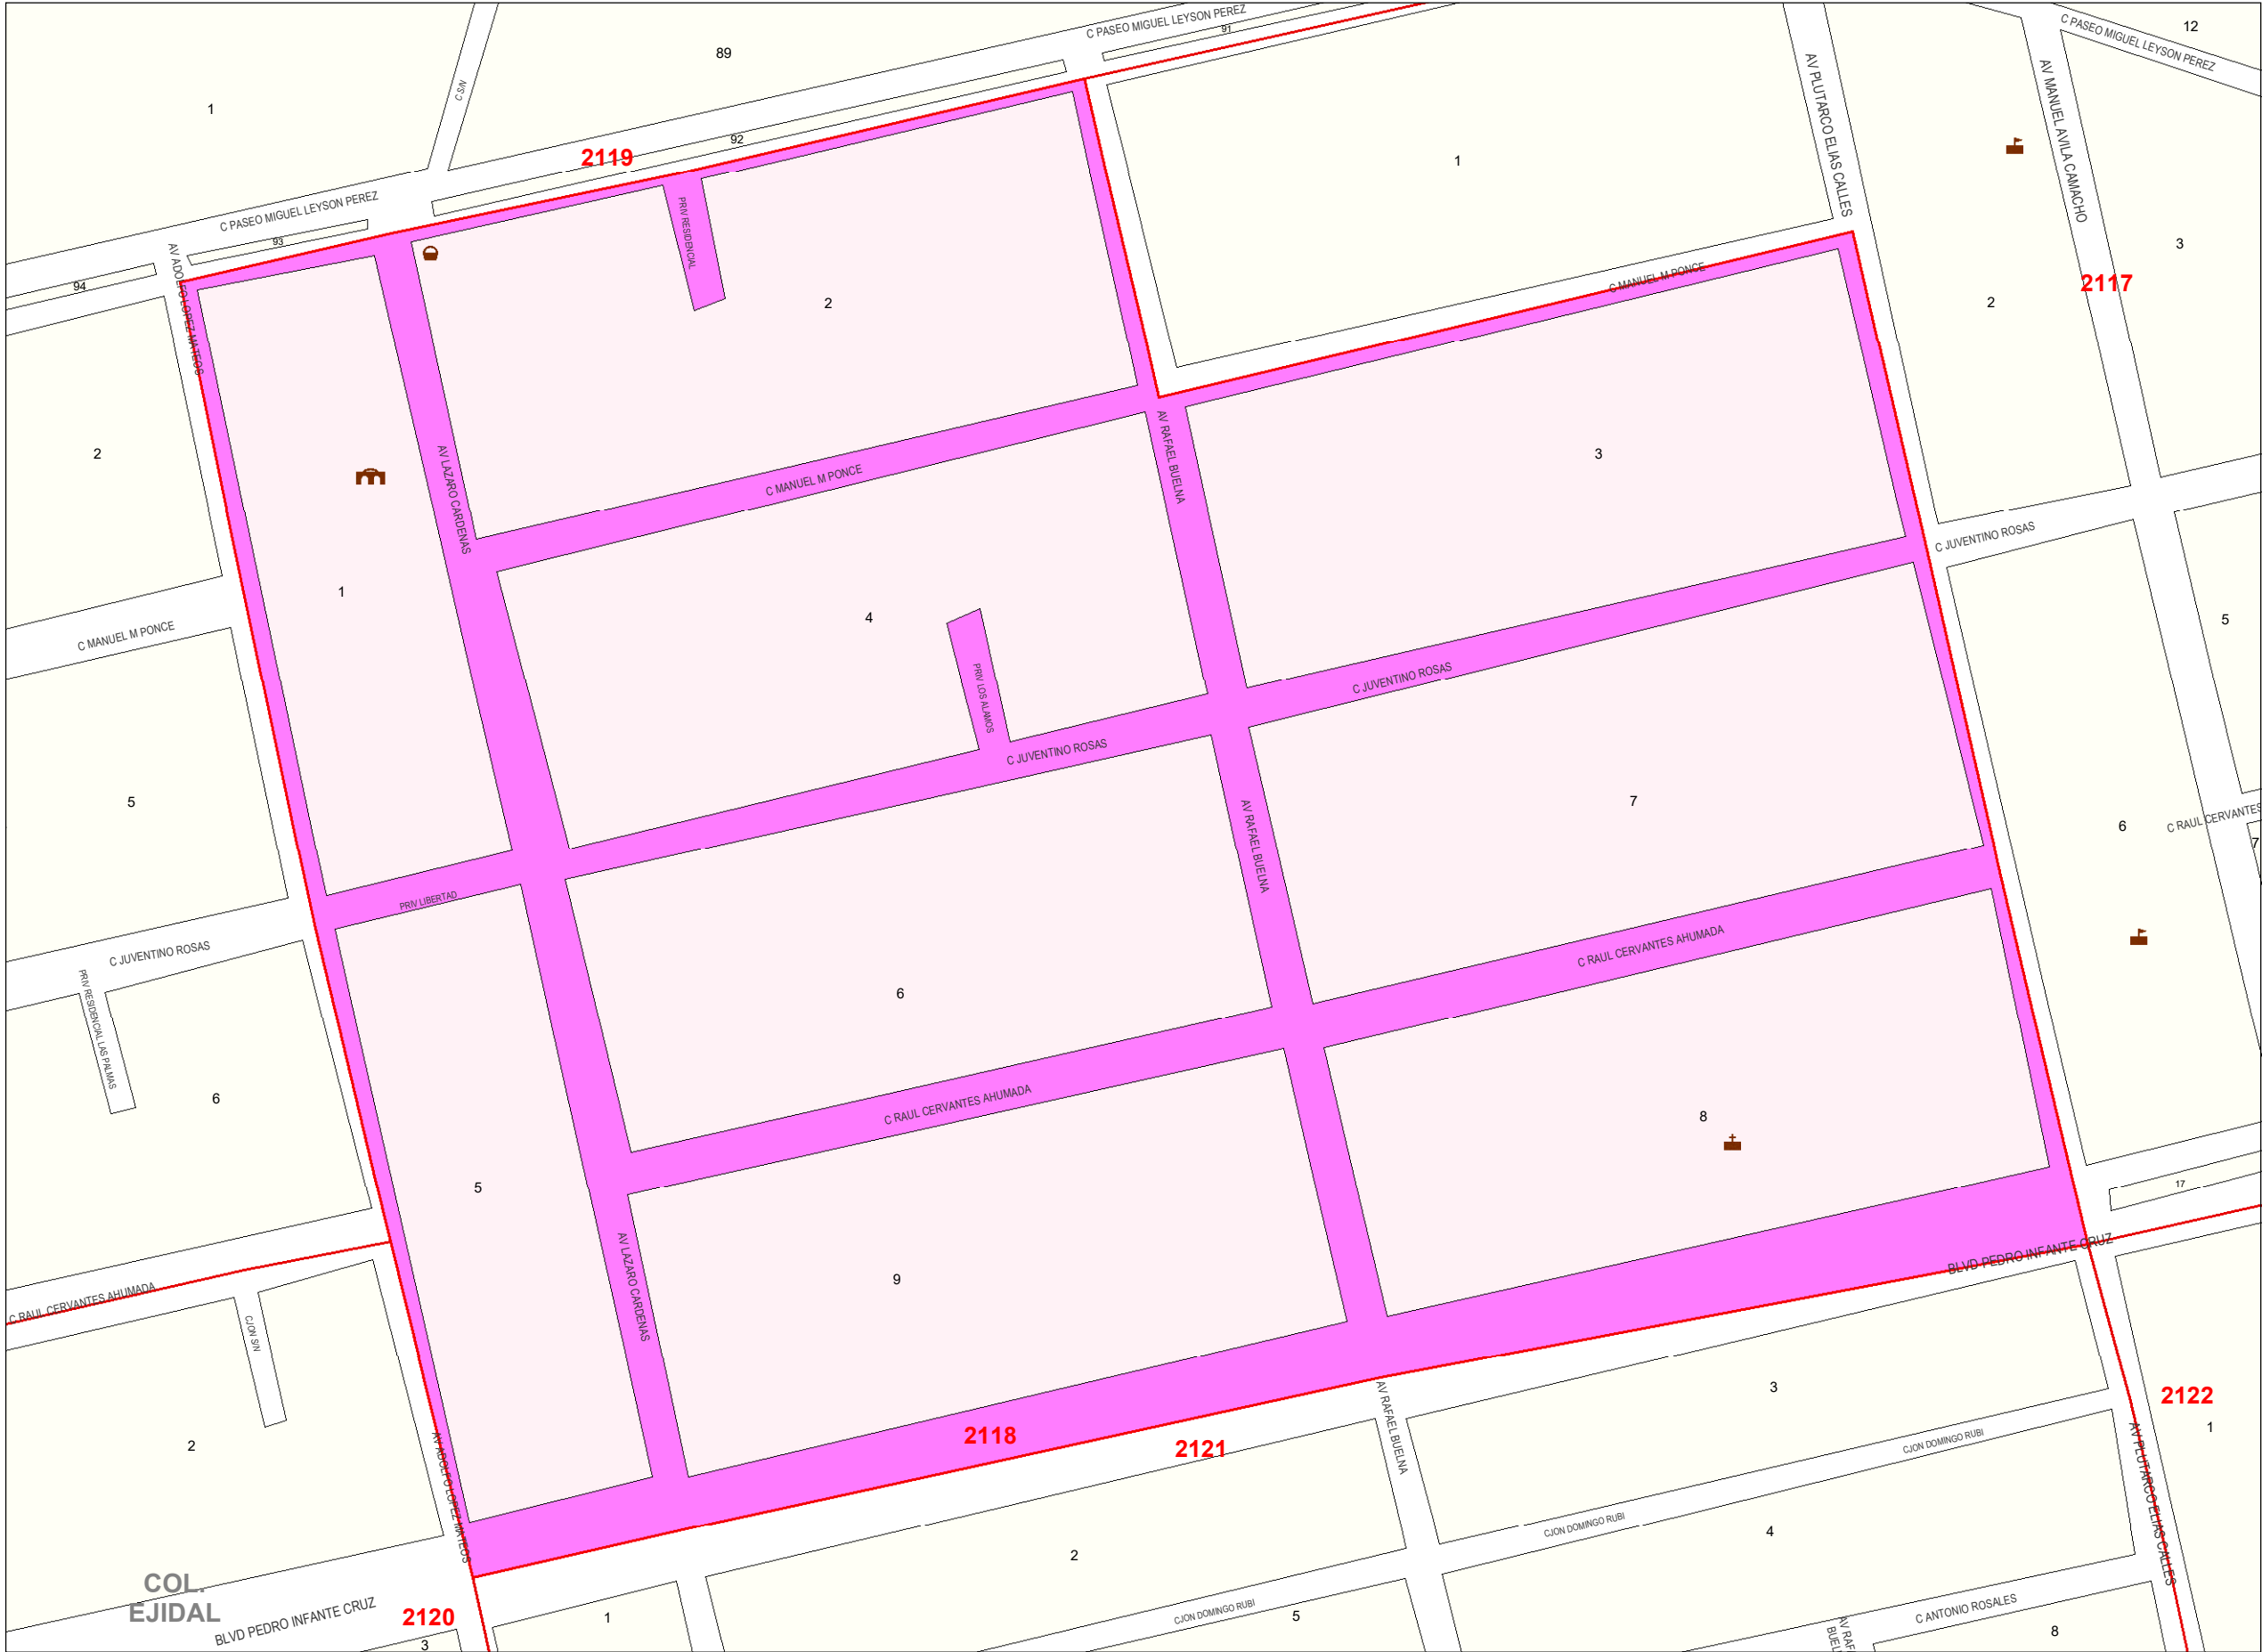 C PASEO MIGUEL LEYSON PEREZ
C PASEO MIGUEL LEYSON PEREZ
12
91
89
AV PLUTARCO ELIAS CALLES
AV MANUEL AVILA CAMACHO
C S/N
1
92
2119
1
C PASEO MIGUEL LEYSON PEREZ
PRIV RESIDENCIAL
93
AV ADOLFO LOPEZ MATEOS
94
3
C MANUEL M PONCE
2117
2
2
2
AV LAZARO CARDENAS
C MANUEL M PONCE
AV RAFAEL BUELNA
3
C JUVENTINO ROSAS
1
4
5
C MANUEL M PONCE
PRIV LOS ALAMOS
C JUVENTINO ROSAS
C JUVENTINO ROSAS
5
7
AV RAFAEL BUELNA
6
C RAUL CERVANTES
7
PRIV LIBERTAD
C JUVENTINO ROSAS
C RAUL CERVANTES AHUMADA
PRIV RESIDENCIAL LAS PALMAS
6
6
C RAUL CERVANTES AHUMADA
8
5
17
AV LAZARO CARDENAS
9
BLVD PEDRO INFANTE CRUZ
C RAUL CERVANTES AHUMADA
CJON S/N
3
2122
1
2
AV ADOLFO LOPEZ MATEOS
2118
2121
AV RAFAEL BUELNA
CJON DOMINGO RUBI
AV PLUTARCO ELIAS CALLES
CJON DOMINGO RUBI
4
2
COL.
EJIDAL
BLVD PEDRO INFANTE CRUZ
2120
1
CJON DOMINGO RUBI
5
C ANTONIO ROSALES
AV RAF
BUEL
8
3